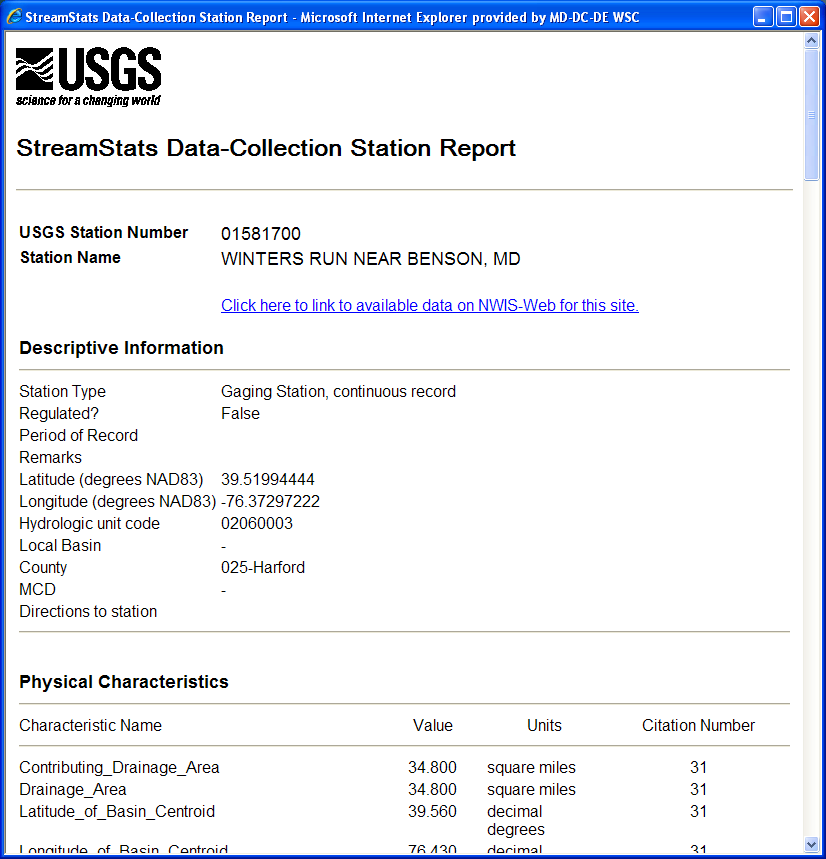 StreamStats Data-Collection Station Report - Microsoft Internet Explorer provided by MD-DC-DE WSC
USGS
science for a changing world
StreamStats Data-Collection Station Report
USGS Station Number 01581700
Station Name WINTERS RUN NEAR BENSON, MD
Click here to link to available data on NWIS-Web for this site.
Descriptive Information
Station Type Gaging Station, continuous record
Regulated? False
Period of Record
Remarks
Latitude (degrees NAD83) 39.51994444
Longitude (degrees NAD83) -76.37297222
Hydrologic unit code 02060003
Local Basin -
County 025-Harford
MCD -
Directions to station
Physical Characteristics
Characteristic Name Value Units Citation Number
Contributing_Drainage_Area 34.800 square miles 31
Drainage_Area 34.800 square miles 31
Latitude_of_Basin_Centroid 39.560 decimal 31
degrees
Longitude_of_Basin_Centroid 76.430 decimal 31